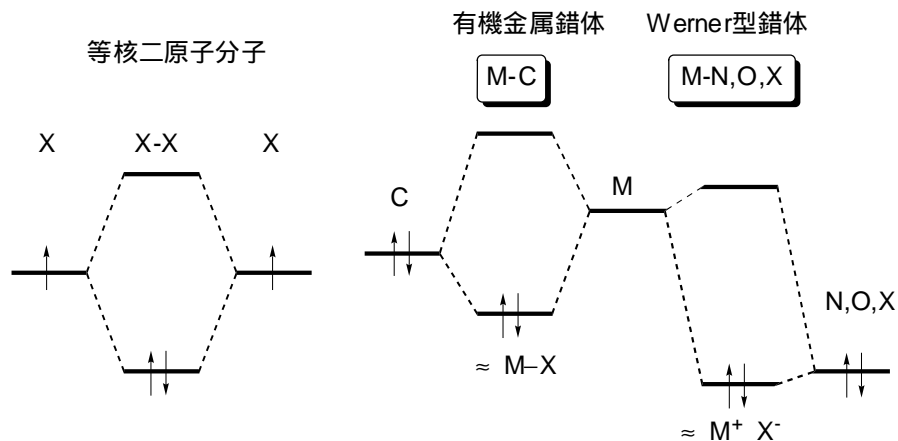 等核二原子分子
X X-X X
有機金属錯体 Werner型錯体
M-C M-N,O,X
C M N,O,X
≈ M–X
≈ M⁺ X⁻